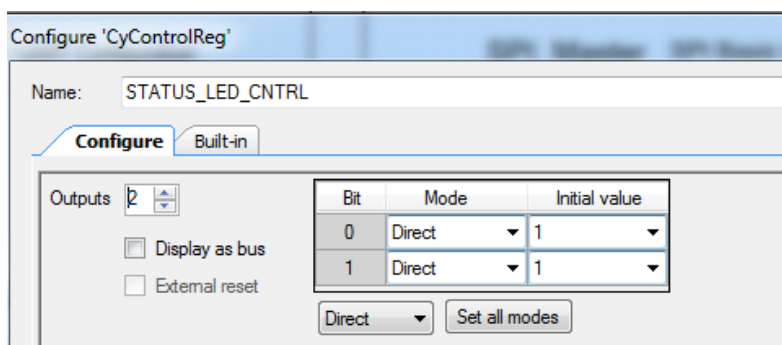 Configure 'CyControlReg'
SPI_Master
Name: STATUS_LED_CNTRL
Configure Built-in
Outputs 2
Bit Mode Initial value
0 Direct 1
Display as bus
1 Direct 1
External reset
Direct Set all modes